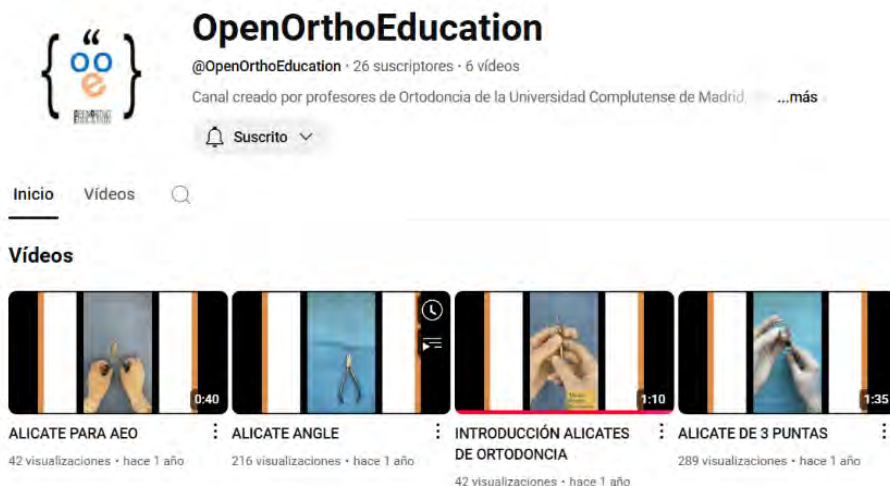 OpenOrthoEducation
@OpenOrthoEducation · 26 suscriptores · 6 vídeos
Canal creado por profesores de Ortodoncia de la Universidad Complutense de Madrid, ...más
Suscrito
Inicio Vídeos
Vídeos
0:40
1:10
1:35
ALICATE PARA AEO
ALICATE ANGLE
INTRODUCCIÓN ALICATES
DE ORTODONCIA
ALICATE DE 3 PUNTAS
42 visualizaciones · hace 1 año
216 visualizaciones · hace 1 año
42 visualizaciones · hace 1 año
289 visualizaciones · hace 1 año